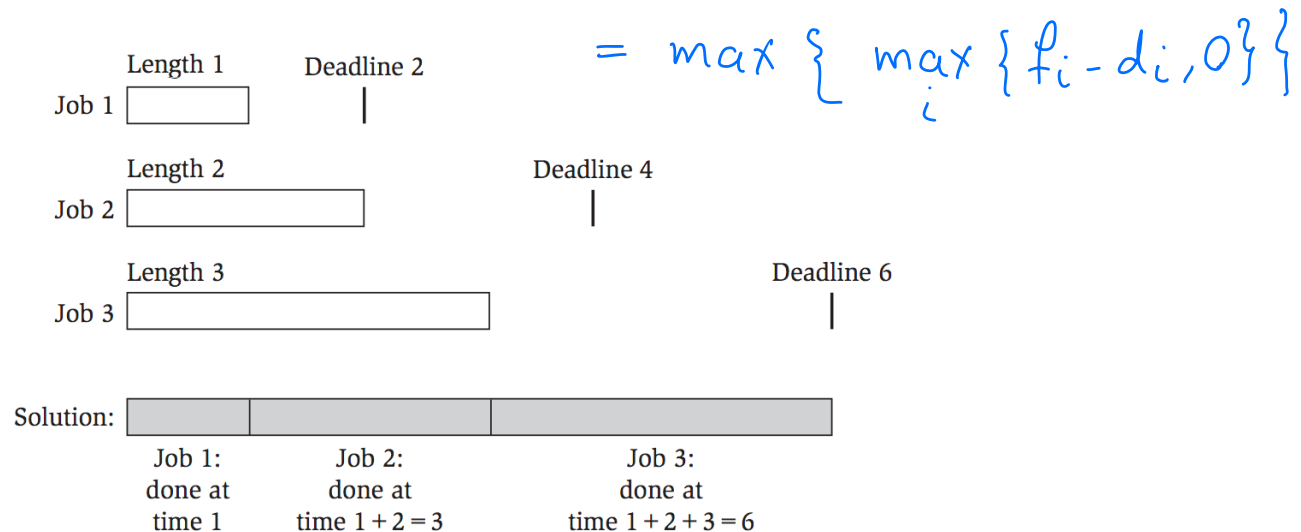 = max { max { fi - di, 0}}
i
Length 1
Deadline 2
Job 1
Length 2
Deadline 4
Job 2
Length 3
Deadline 6
Job 3
Solution:
Job 1:
done at
time 1
Job 2:
done at
time 1 + 2 = 3
Job 3:
done at
time 1 + 2 + 3 = 6